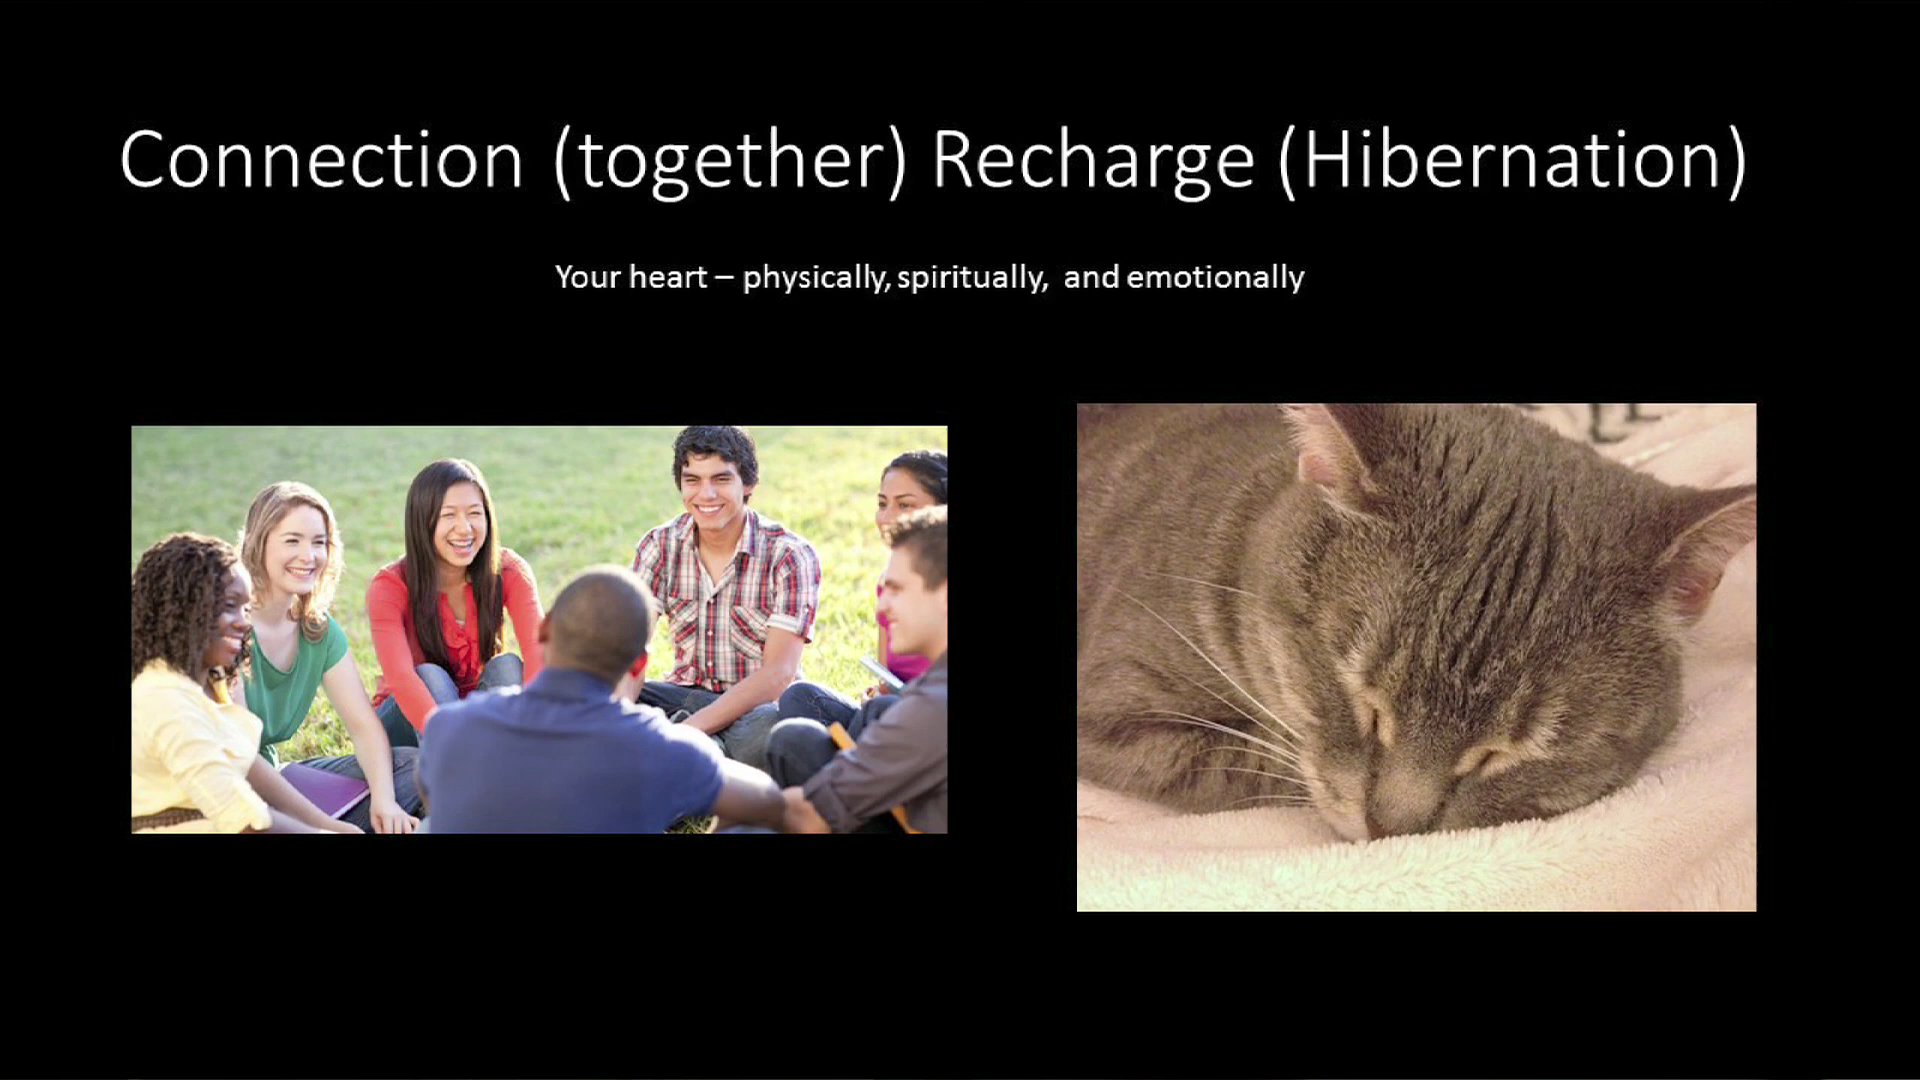 Connection (together) Recharge (Hibernation)
Your heart – physically, spiritually, and emotionally